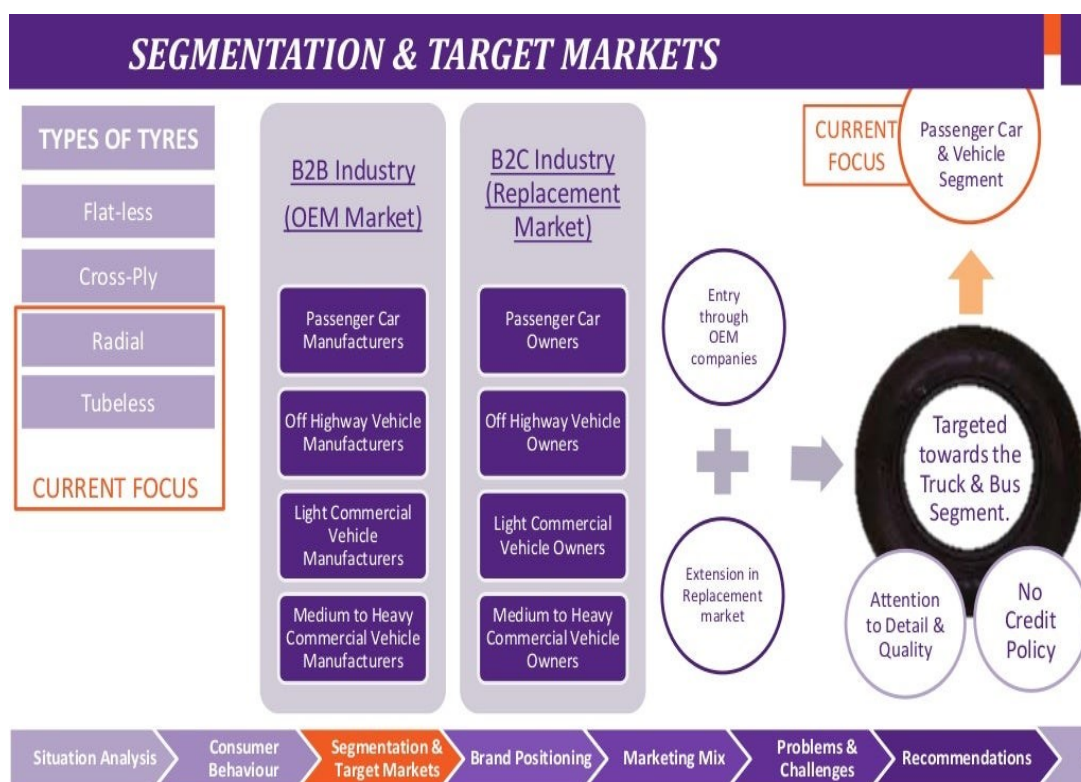 SEGMENTATION & TARGET MARKETS
TYPES OF TYRES
Flat-less
Cross-Ply
Radial
Tubeless
CURRENT FOCUS
B2B Industry
(OEM Market)
Passenger Car
Manufacturers
Off Highway Vehicle
Manufacturers
Light Commercial
Vehicle
Manufacturers
Medium to Heavy
Commercial Vehicle
Manufacturers
B2C Industry
(Replacement
Market)
Passenger Car
Owners
Off Highway Vehicle
Owners
Light Commercial
Vehicle Owners
Medium to Heavy
Commercial Vehicle
Owners
Entry
through
OEM
companies
Extension in
Replacement
market
CURRENT
FOCUS
Passenger Car
& Vehicle
Segment
Targeted
towards the
Truck & Bus
Segment.
Attention
to Detail &
Quality
No
Credit
Policy
Situation Analysis
Consumer
Behaviour
Segmentation &
Target Markets
Brand Positioning
Marketing Mix
Problems &
Challenges
Recommendations